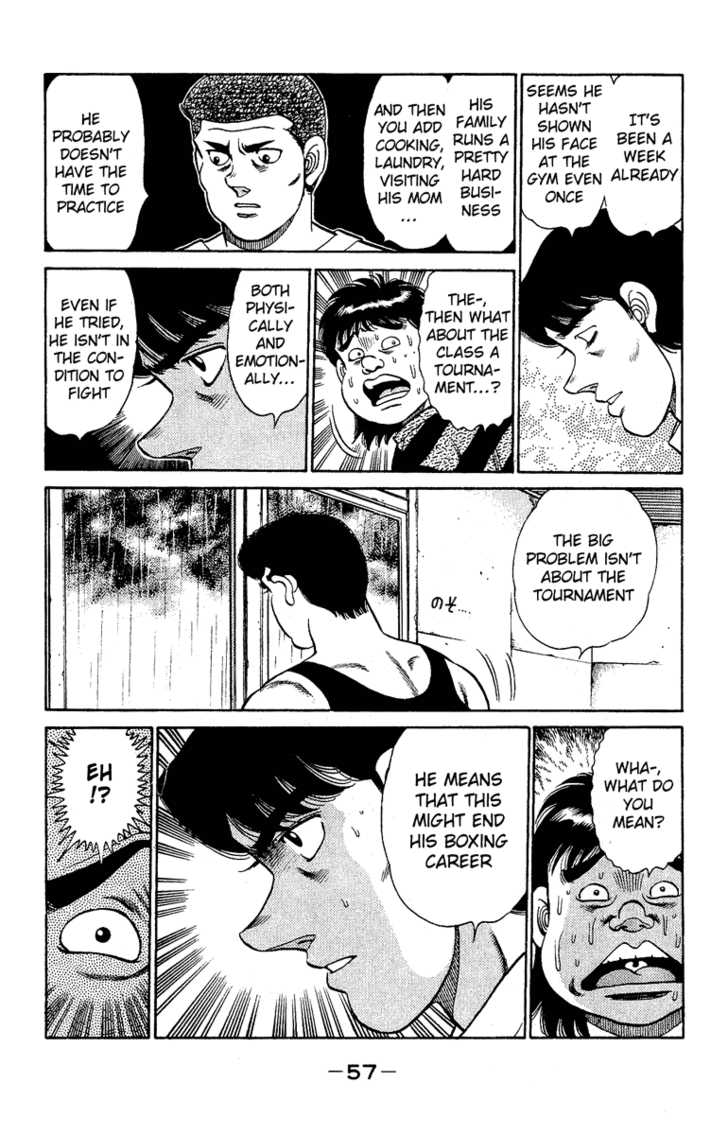 IT'S
BEEN A
WEEK
ALREADY
SEEMS HE
HASN'T
SHOWN
HIS FACE
AT THE
GYM EVEN
ONCE
HIS
FAMILY
RUNS A
PRETTY
HARD
BUSI-
NESS
AND THEN
YOU ADD
COOKING,
LAUNDRY,
VISITING
HIS MOM
...
HE
PROBABLY
DOESN'T
HAVE THE
TIME TO
PRACTICE
THE-,
THEN WHAT
ABOUT THE
CLASS A
TOURNA-
MENT...?
BOTH
PHYSI-
CALLY
AND
EMOTION-
ALLY...
EVEN IF
HE TRIED,
HE ISN'T IN
THE CON-
DITION TO
FIGHT
THE BIG
PROBLEM ISN'T
ABOUT THE
TOURNAMENT
のそ....
WHA-,
WHAT DO
YOU
MEAN?
HE MEANS
THAT THIS
MIGHT END
HIS BOXING
CAREER
EH
!?
—57—